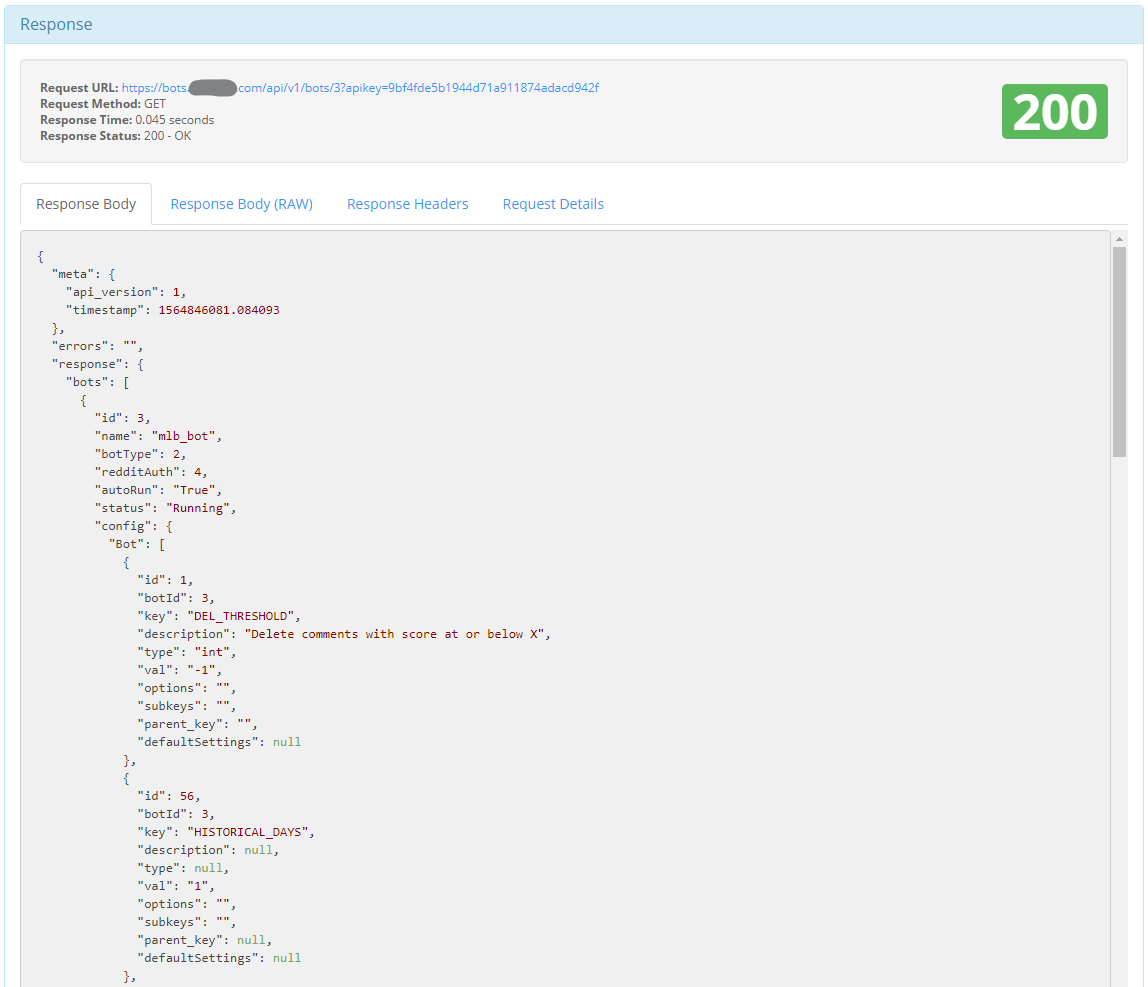 Response
Request URL: https://bots. com/api/v1/bots/3?apikey=9bf4fde5b1944d71a911874adacd942f
Request Method: GET
Response Time: 0.045 seconds
Response Status: 200 - OK
200
Response Body Response Body (RAW) Response Headers Request Details
{
"meta": {
"api_version": 1,
"timestamp": 1564846081.084093
},
"errors": "",
"response": {
"bots": [
{
"id": 3,
"name": "mlb_bot",
"botType": 2,
"redditAuth": 4,
"autoRun": "True",
"status": "Running",
"config": {
"Bot": [
{
"id": 1,
"botId": 3,
"key": "DEL_THRESHOLD",
"description": "Delete comments with score at or below X",
"type": "int",
"val": "-1",
"options": "",
"subkeys": "",
"parent_key": "",
"defaultSettings": null
},
{
"id": 56,
"botId": 3,
"key": "HISTORICAL_DAYS",
"description": null,
"type": null,
"val": "1",
"options": "",
"subkeys": "",
"parent_key": null,
"defaultSettings": null
},